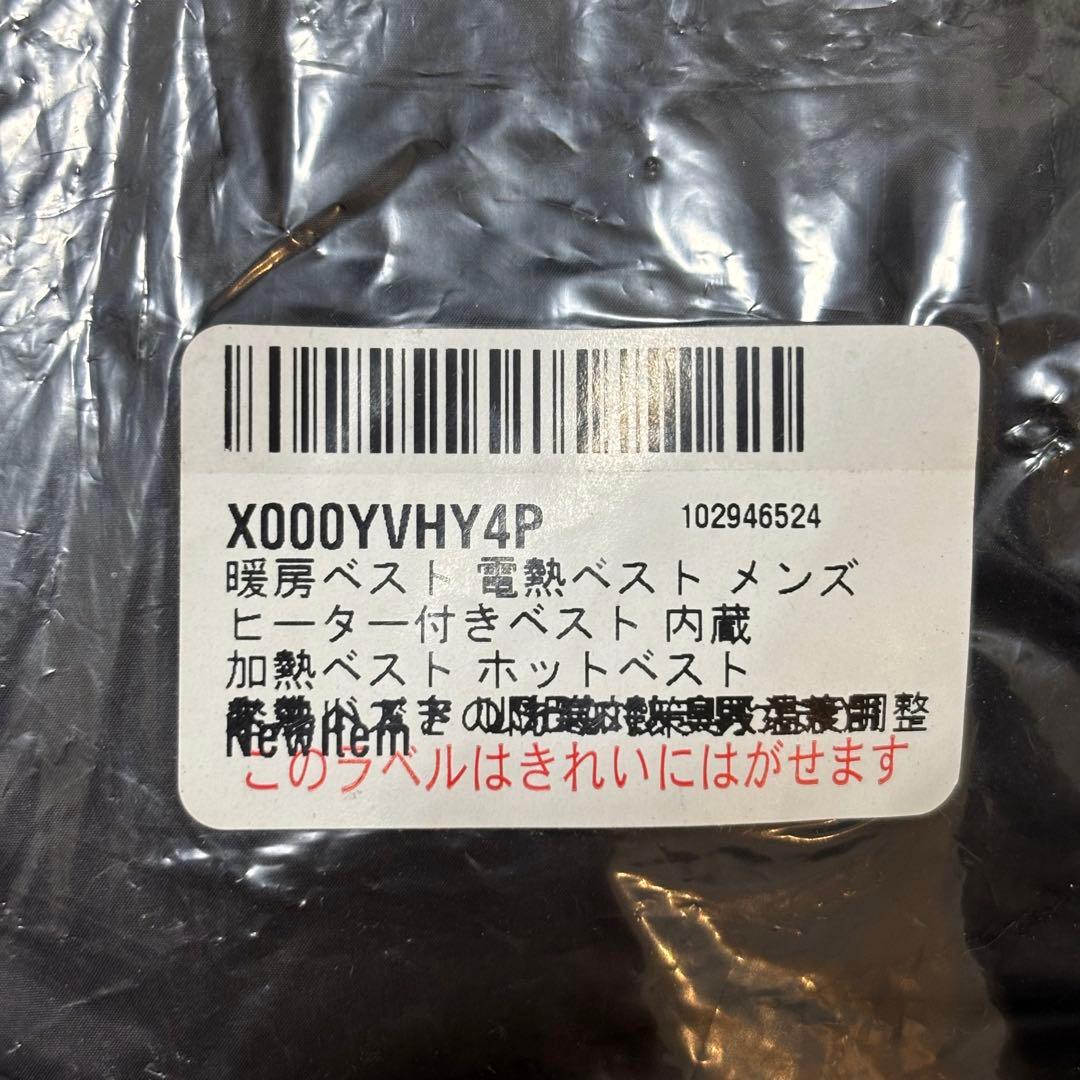 X000YVHY4P 102946524
暖房ベスト 電熱ベスト メンズ
ヒーター付きベスト 内蔵
加熱ベスト ホットベスト
調整
New Item
このラベルはきれいにはがせます